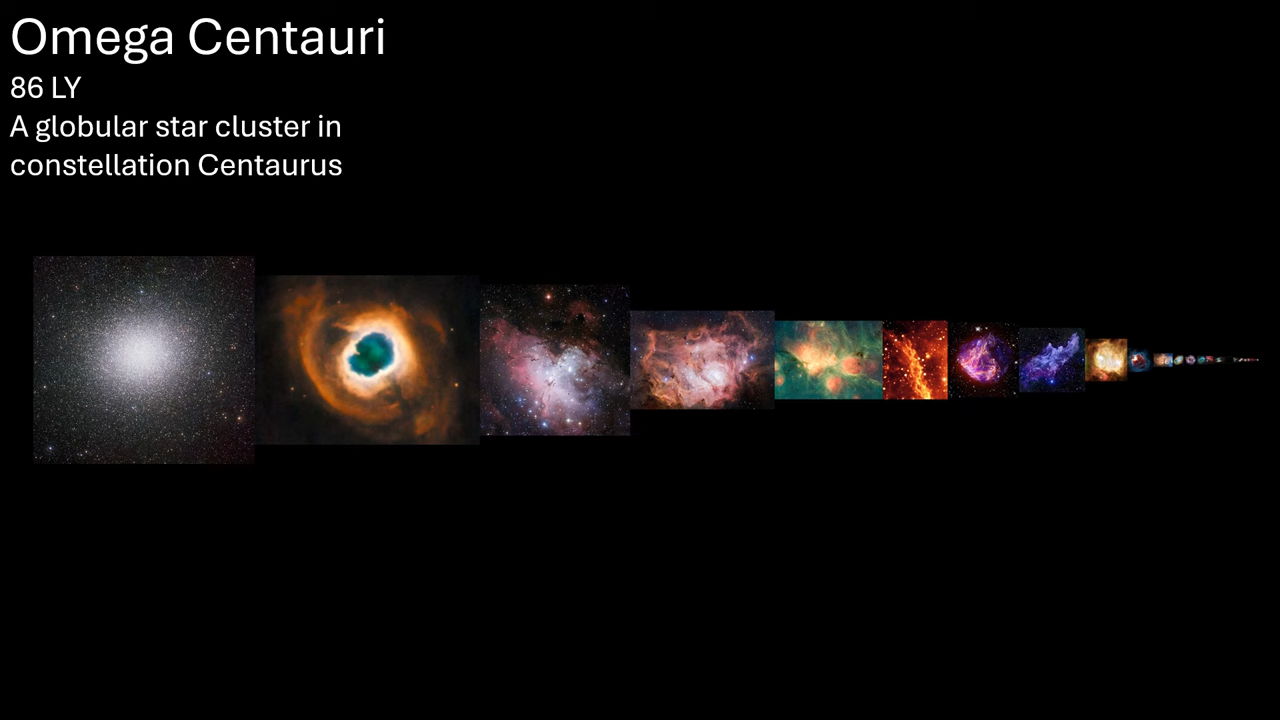 Omega Centauri
86 LY
A globular star cluster in
constellation Centaurus